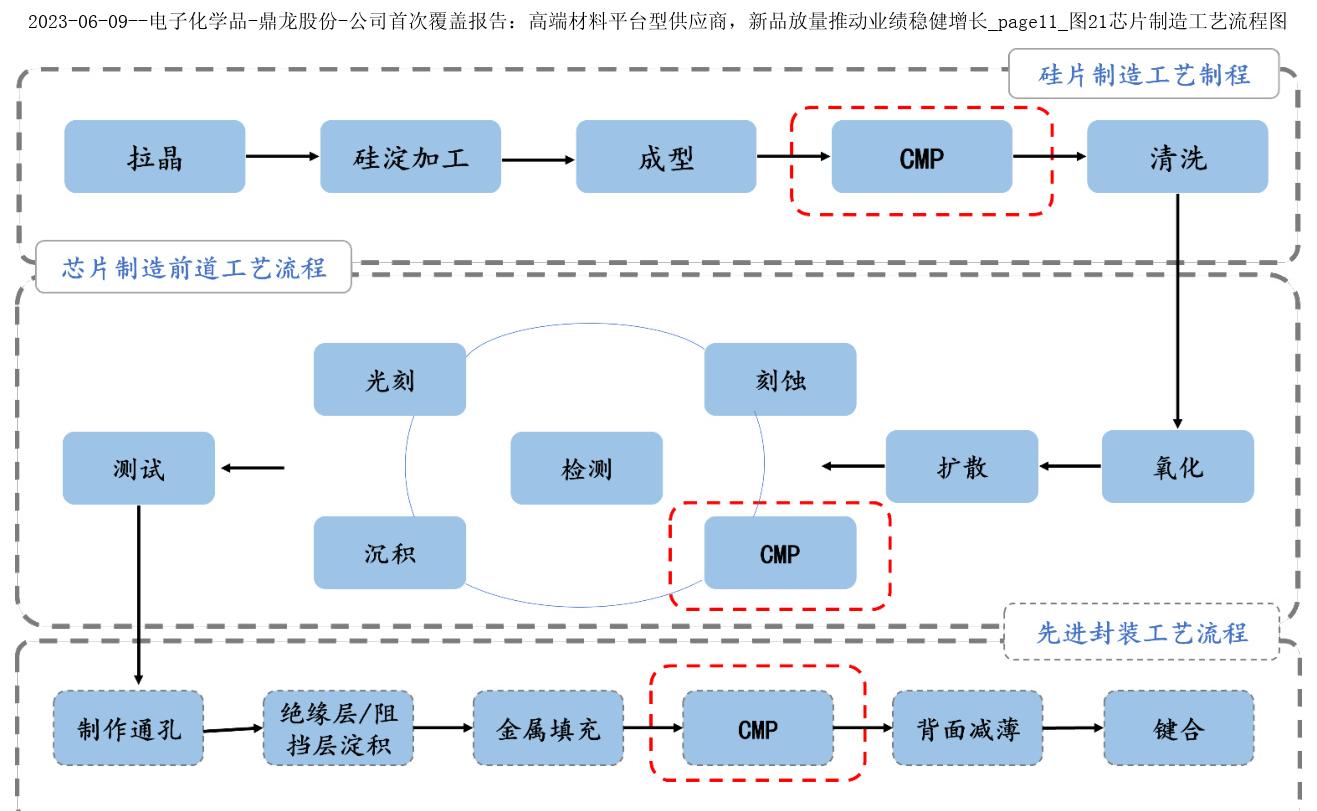 2023-06-09--电子化学品-鼎龙股份-公司首次覆盖报告：高端材料平台型供应商，新品放量推动业绩稳健增长_page11_图21芯片制造工艺流程图
硅片制造工艺制程
拉晶
硅淀加工
成型
CMP
清洗
芯片制造前道工艺流程
光刻
刻蚀
测试
检测
扩散
氧化
沉积
CMP
先进封装工艺流程
制作通孔
绝缘层/阻
挡层淀积
金属填充
CMP
背面减薄
键合